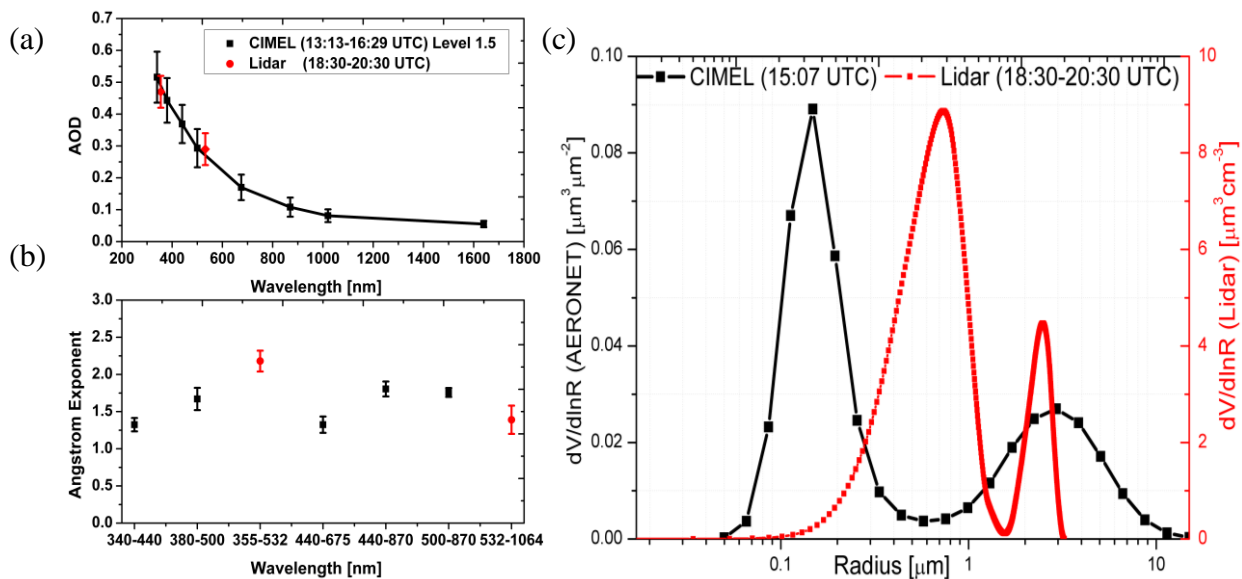 (a)
0.7
0.6
0.5
0.4
0.3
0.2
0.1
0.0
AOD
CIMEL (13:13-16:29 UTC) Level 1.5
Lidar (18:30-20:30 UTC)
200 400 600 800 1000 1200 1400 1600 1800
Wavelength [nm]
(b)
3.0
2.5
2.0
1.5
1.0
0.5
0.0
Angstrom Exponent
340-440 380-500 355-532 440-675 440-870 500-870 532-1064
Wavelength [nm]
(c)
0.10
0.08
0.06
0.04
0.02
0.00
dV/dlnR (AERONET) [µm³µm⁻²]
CIMEL (15:07 UTC) Lidar (18:30-20:30 UTC)
0.1 1 10
Radius [µm]
10
8
6
4
2
0
dV/dlnR (Lidar) [µm³cm⁻³]